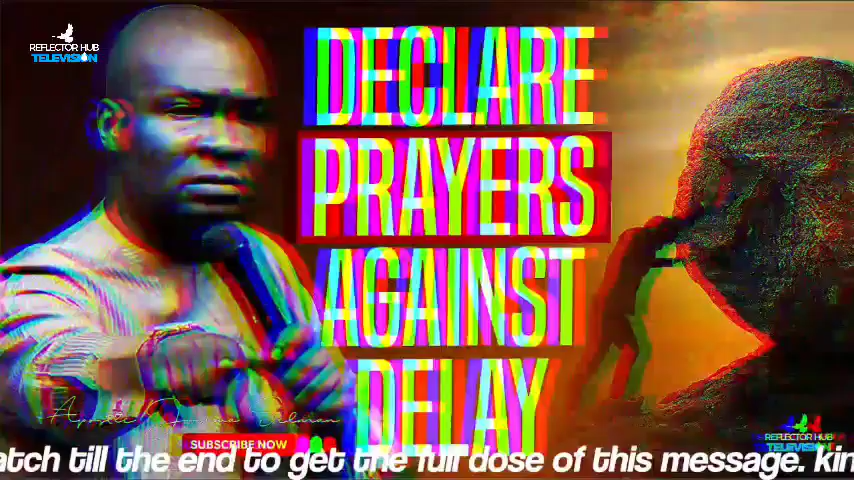 REFLECTOR HUB
TELEVISION
DECLARE
PRAYERS
AGAINST
DELAY
SUBSCRIBE NOW
REFLECTOR HUB
TELEVISION
atch till the end to get the full dose of this message. kin